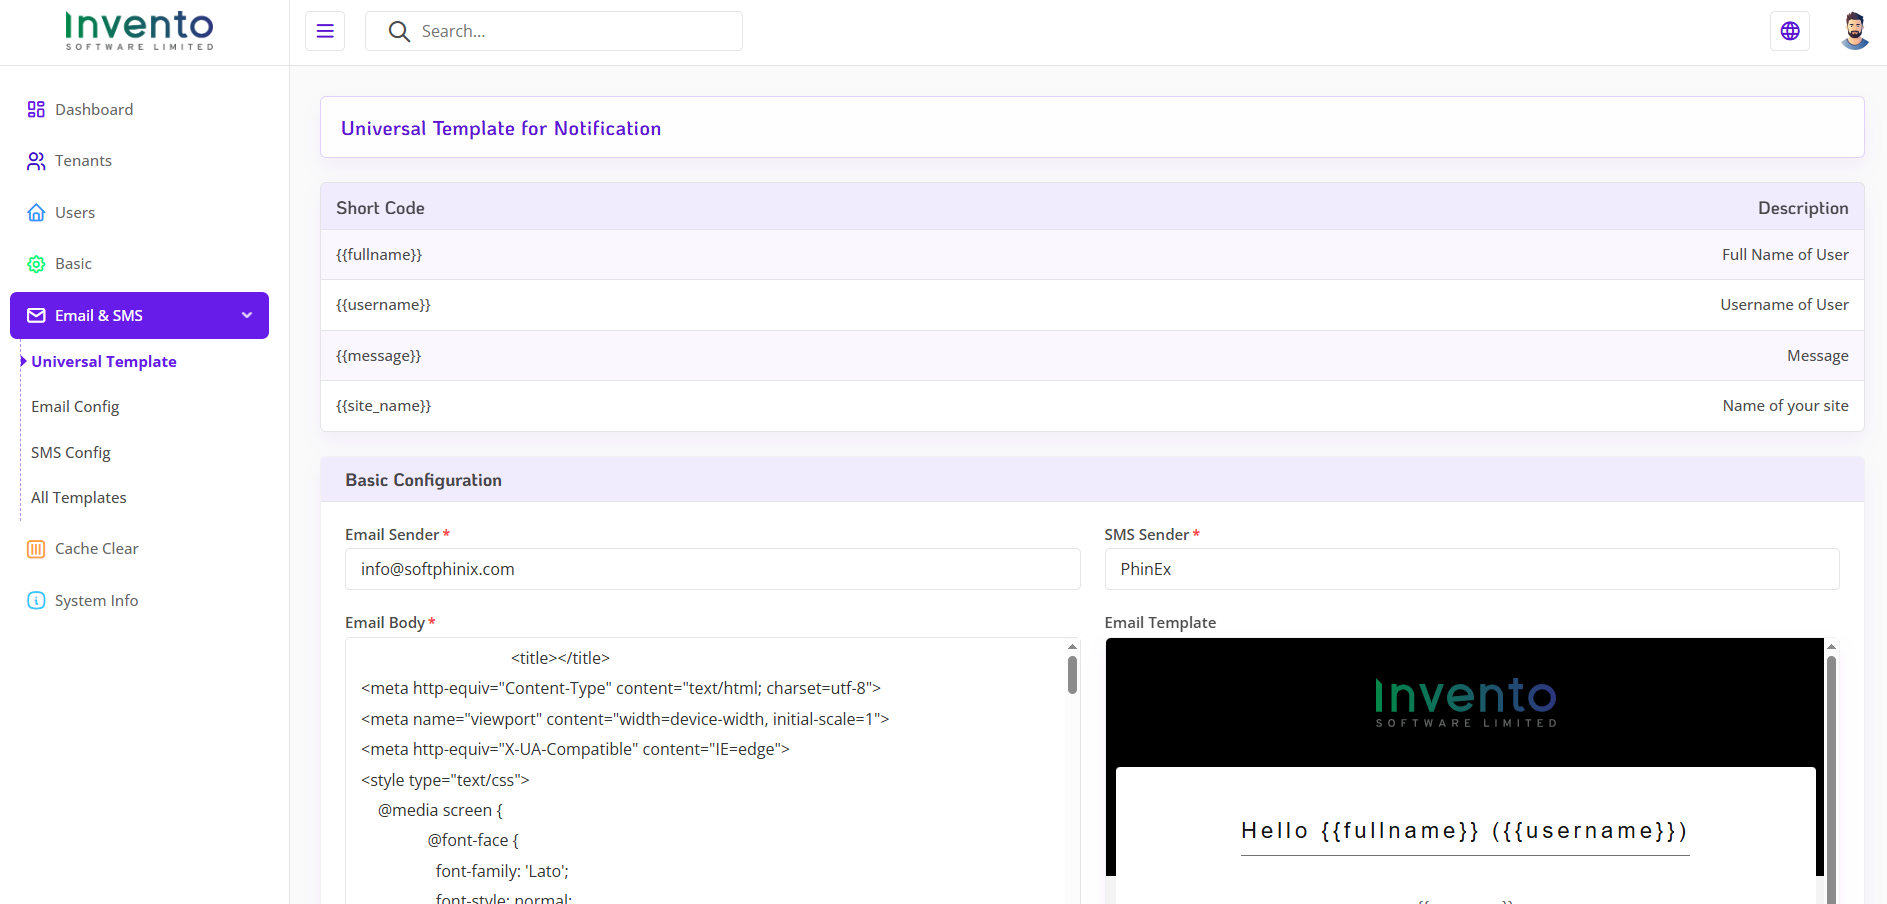 Invento
SOFTWARE LIMITED
Search...
Dashboard
Tenants
Users
Basic
Email & SMS
Universal Template
Email Config
SMS Config
All Templates
Cache Clear
System Info
Universal Template for Notification
Short Code Description
{{fullname}} Full Name of User
{{username}} Username of User
{{message}} Message
{{site_name}} Name of your site
Basic Configuration
Email Sender *
info@softphinix.com
SMS Sender *
PhinEx
Email Body *
<title></title>
<meta http-equiv="Content-Type" content="text/html; charset=utf-8">
<meta name="viewport" content="width=device-width, initial-scale=1">
<meta http-equiv="X-UA-Compatible" content="IE=edge">
<style type="text/css">
@media screen {
@font-face {
font-family: 'Lato';
font-style: normal;
Email Template
Invento
SOFTWARE LIMITED
Hello {{fullname}} ({{username}})